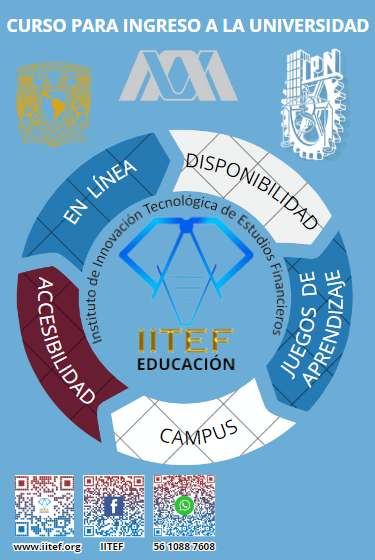 CURSO PARA INGRESO A LA UNIVERSIDAD
IPN
EN LÍNEA
DISPONIBILIDAD
JUEGOS DE
APRENDIZAJE
CAMPUS
ACCESIBILIDAD
Instituto de Innovación Tecnológica de Estudios Financieros
IITEF
EDUCACIÓN
www.iitef.org
IITEF
56 1088 7608